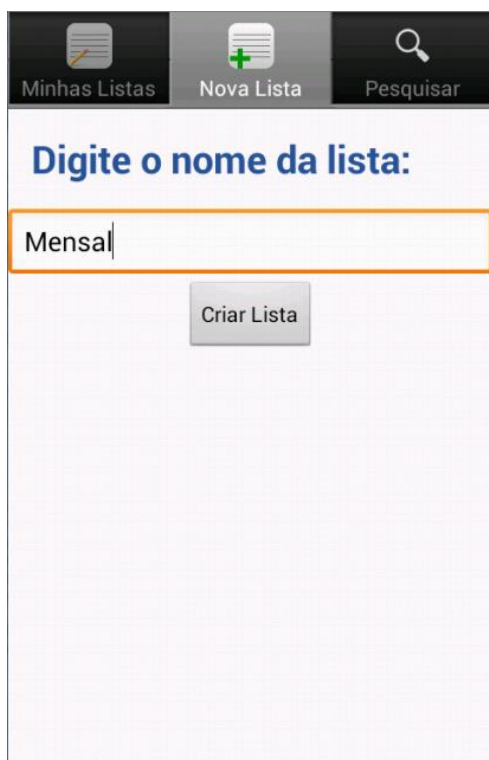 Minhas Listas
Nova Lista
Pesquisar
Digite o nome da lista:
Mensal
Criar Lista